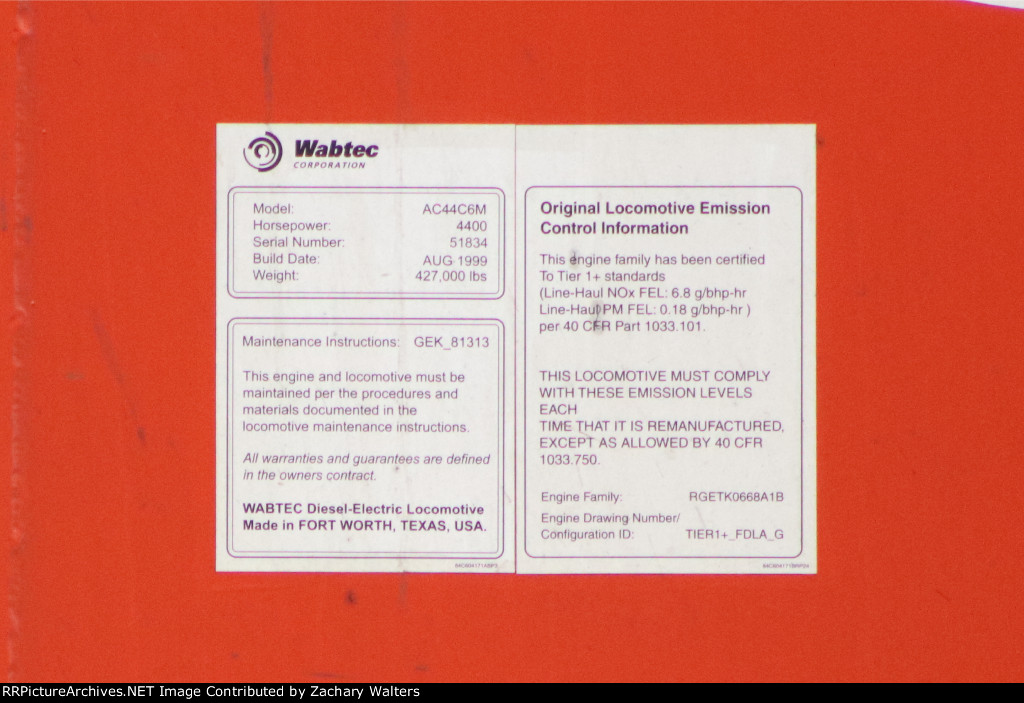 Wabtec
CORPORATION
Model: AC44C6M
Horsepower: 4400
Serial Number: 51834
Build Date: AUG 1999
Weight: 427,000 lbs
Maintenance Instructions: GEK_81313
This engine and locomotive must be
maintained per the procedures and
materials documented in the
locomotive maintenance instructions.
All warranties and guarantees are defined
in the owners contract.
WABTEC Diesel-Electric Locomotive
Made in FORT WORTH, TEXAS, USA.
Original Locomotive Emission
Control Information
This engine family has been certified
To Tier 1+ standards
(Line-Haul NOx FEL: 6.8 g/bhp-hr
Line-Haul PM FEL: 0.18 g/bhp-hr )
per 40 CFR Part 1033.101.
THIS LOCOMOTIVE MUST COMPLY
WITH THESE EMISSION LEVELS
EACH
TIME THAT IT IS REMANUFACTURED,
EXCEPT AS ALLOWED BY 40 CFR
1033.750.
Engine Family: RGETK0668A1B
Engine Drawing Number/
Configuration ID: TIER1+_FDLA_G
RRPictureArchives.NET Image Contributed by Zachary Walters